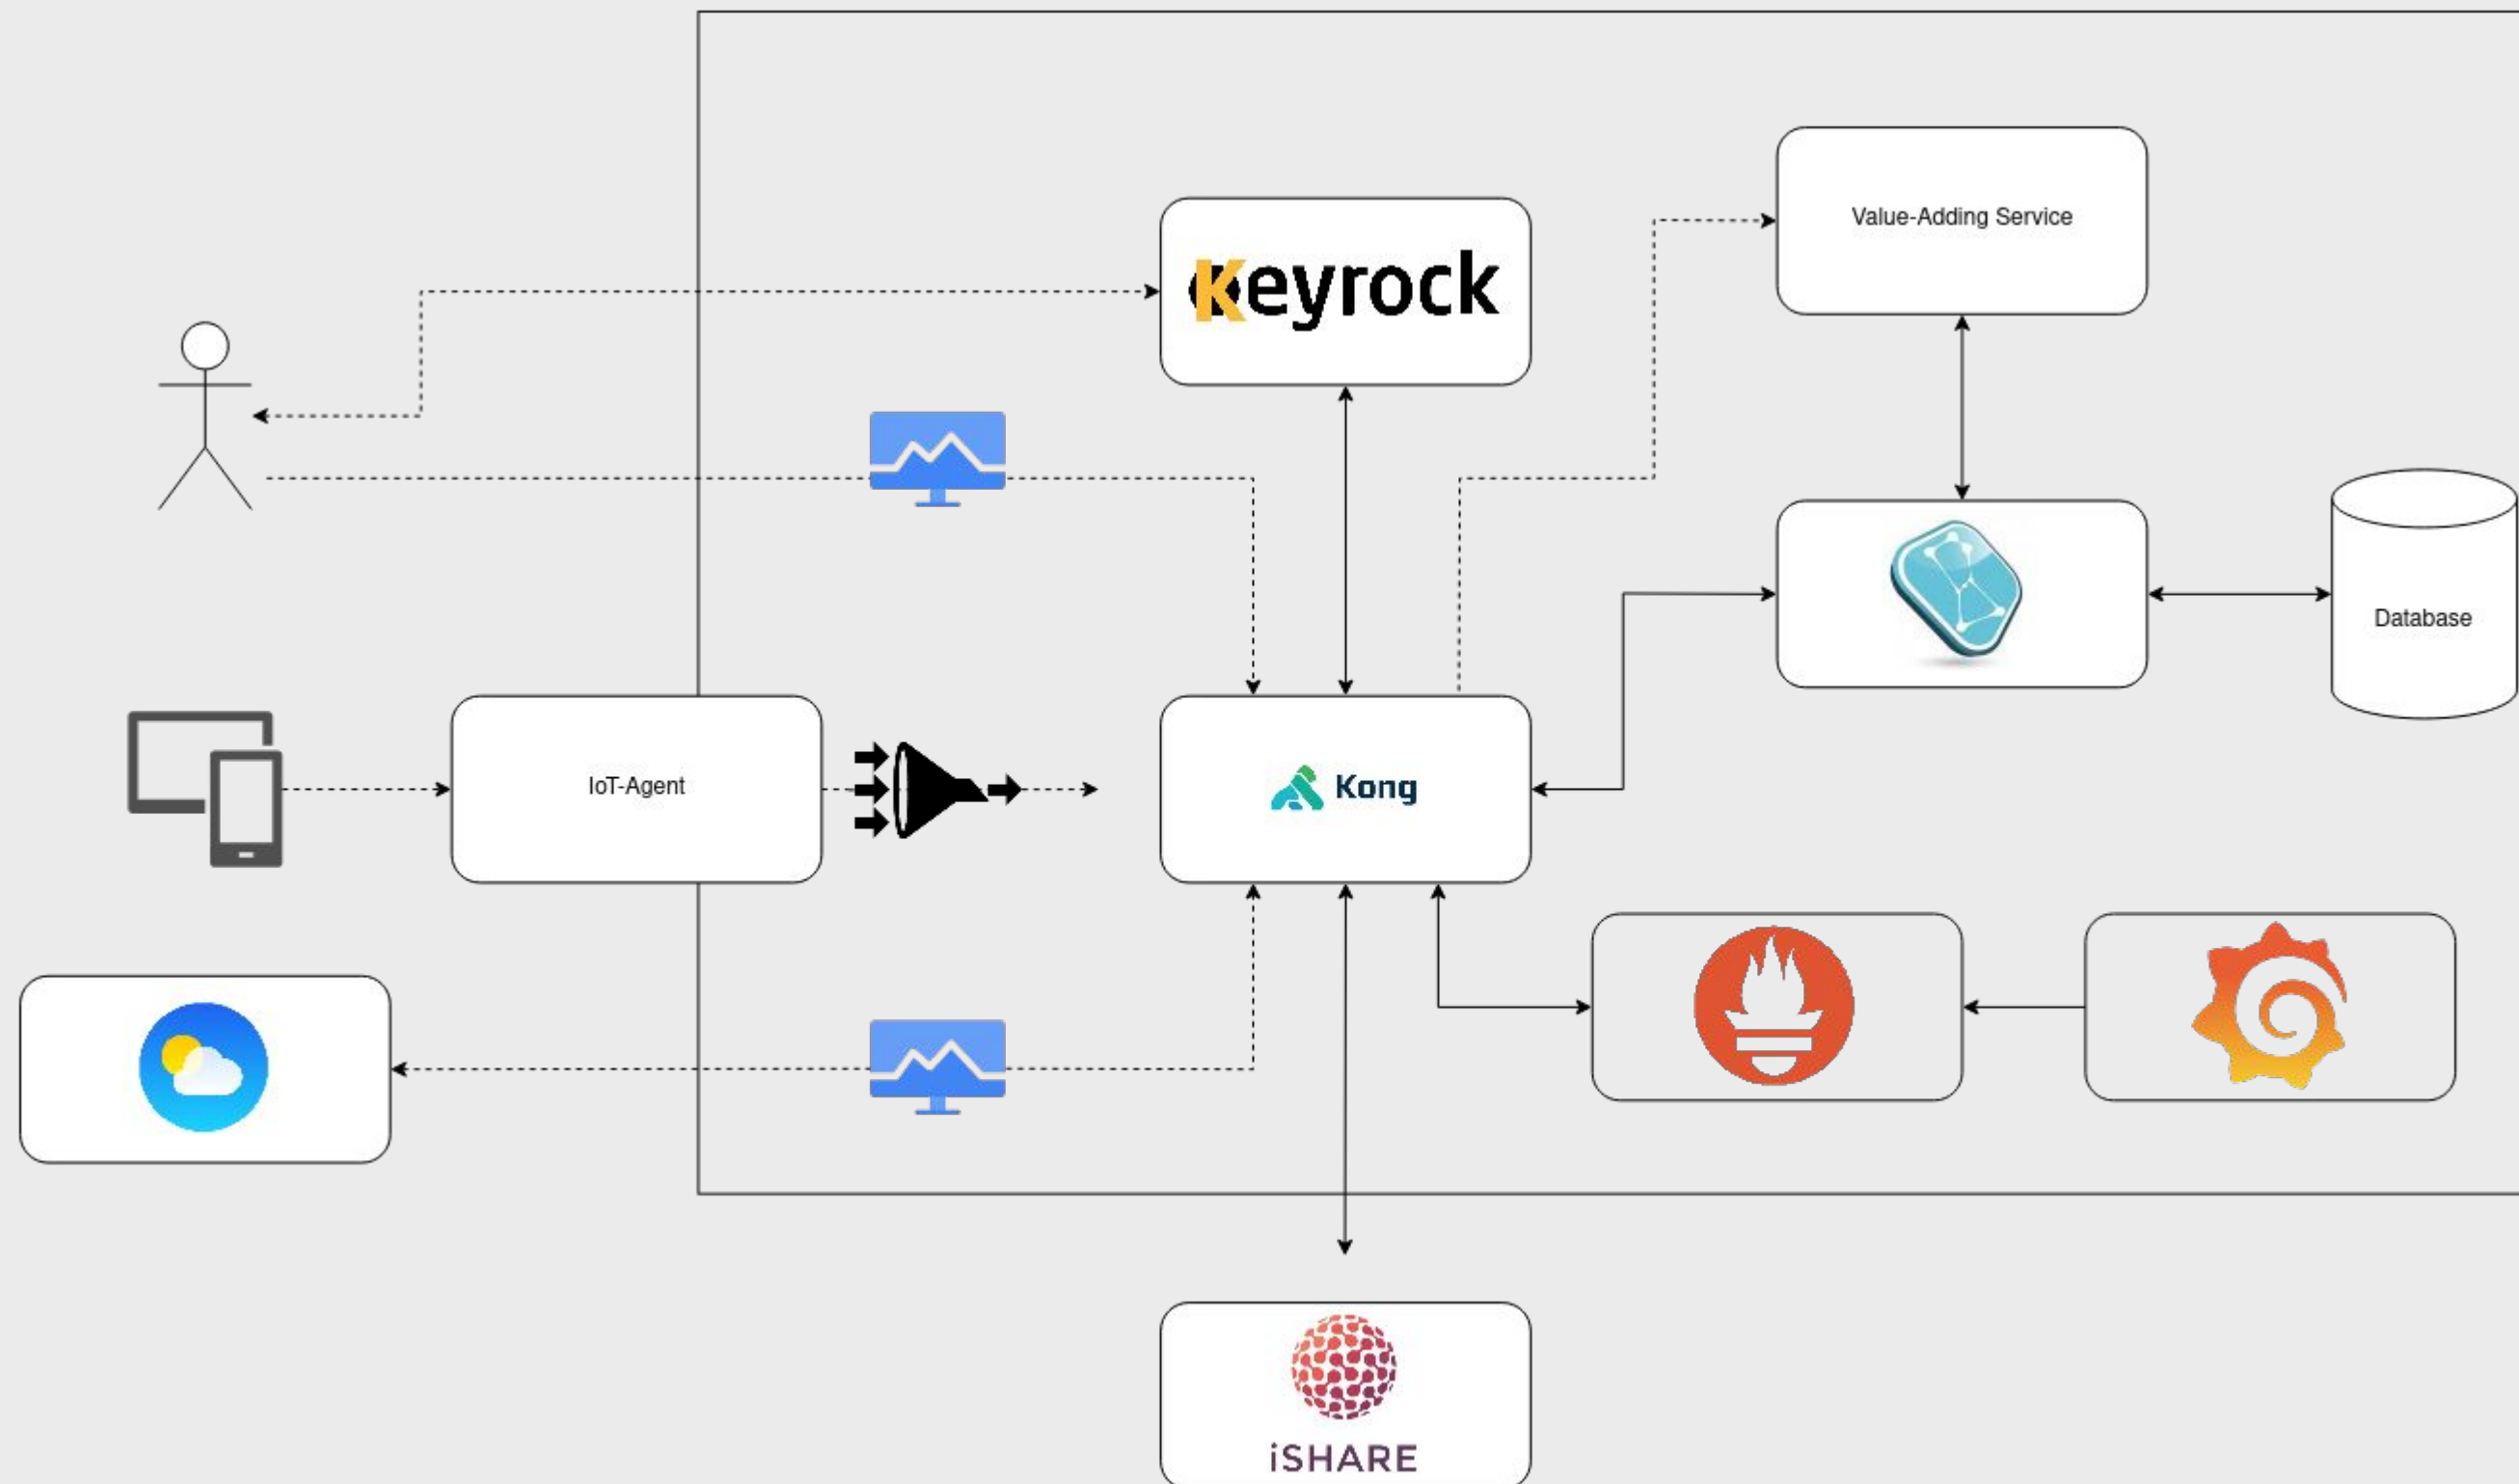 Value-Adding Service
keyrock
Database
IoT-Agent
Kong
iSHARE